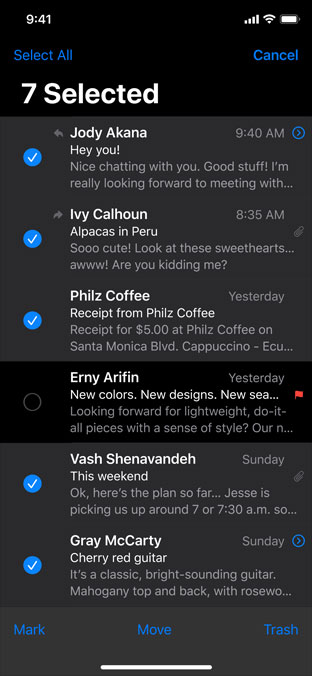 9:41
Select All Cancel
7 Selected
Jody Akana 9:40 AM
Hey you!
Nice chatting with you. Good stuff! I'm
really looking forward to meeting with...
Ivy Calhoun 8:35 AM
Alpacas in Peru
Sooo cute! Look at these sweethearts...
awww! Are you kidding me?
Philz Coffee Yesterday
Receipt from Philz Coffee
Receipt for $5.00 at Philz Coffee on
Santa Monica Blvd. Cappuccino - Ecu...
Erny Arifin Yesterday
New colors. New designs. New sea...
Looking forward for lightweight, do-it-
all pieces with a sense of style? Our n...
Vash Shenavandeh Sunday
This weekend
Ok, here's the plan so far... Jesse is
picking us up around 7 or 7:30 a.m. so...
Gray McCarty Sunday
Cherry red guitar
It's a classic, bright-sounding guitar.
Mahogany top and back, with rosewo...
Mark Move Trash